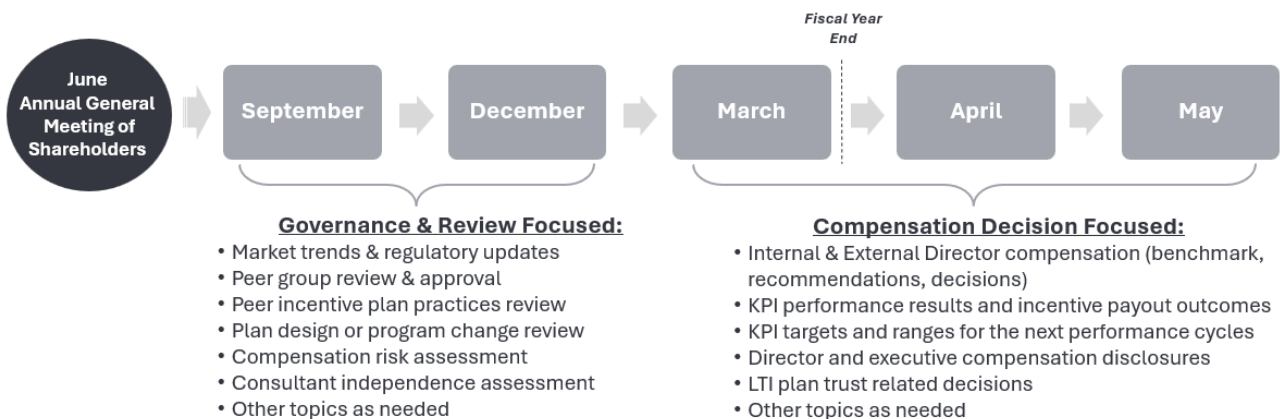 Fiscal Year
End
June
Annual General
Meeting of
Shareholders
September
December
March
April
May
Governance & Review Focused:
• Market trends & regulatory updates
• Peer group review & approval
• Peer incentive plan practices review
• Plan design or program change review
• Compensation risk assessment
• Consultant independence assessment
• Other topics as needed
Compensation Decision Focused:
• Internal & External Director compensation (benchmark,
recommendations, decisions)
• KPI performance results and incentive payout outcomes
• KPI targets and ranges for the next performance cycles
• Director and executive compensation disclosures
• LTI plan trust related decisions
• Other topics as needed